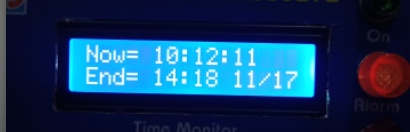 Now= 10:12:11
End= 14:18 11/17
On
Alarm
Time Monitor